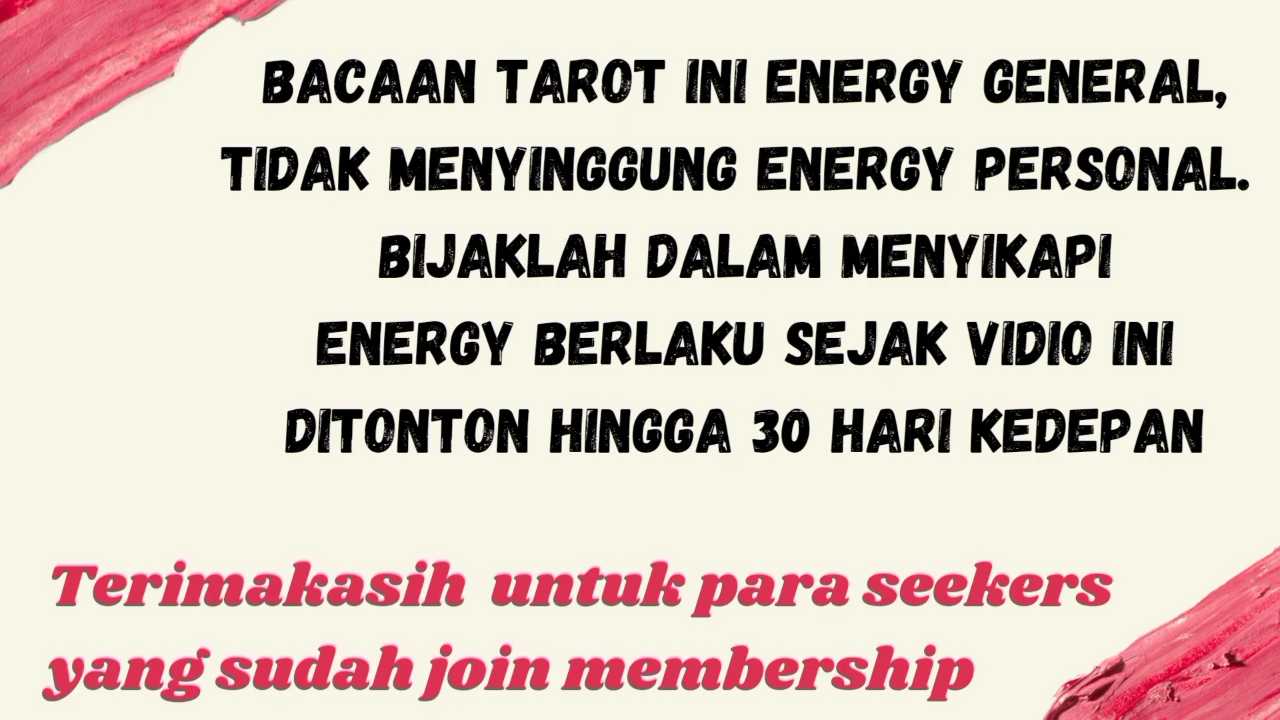 BACAAN TAROT INI ENERGY GENERAL,
TIDAK MENYINGGUNG ENERGY PERSONAL.
BIJAKLAH DALAM MENYIKAPI
ENERGY BERLAKU SEJAK VIDIO INI
DITONTON HINGGA 30 HARI KEDEPAN
Terimakasih untuk para seekers
yang sudah join membership